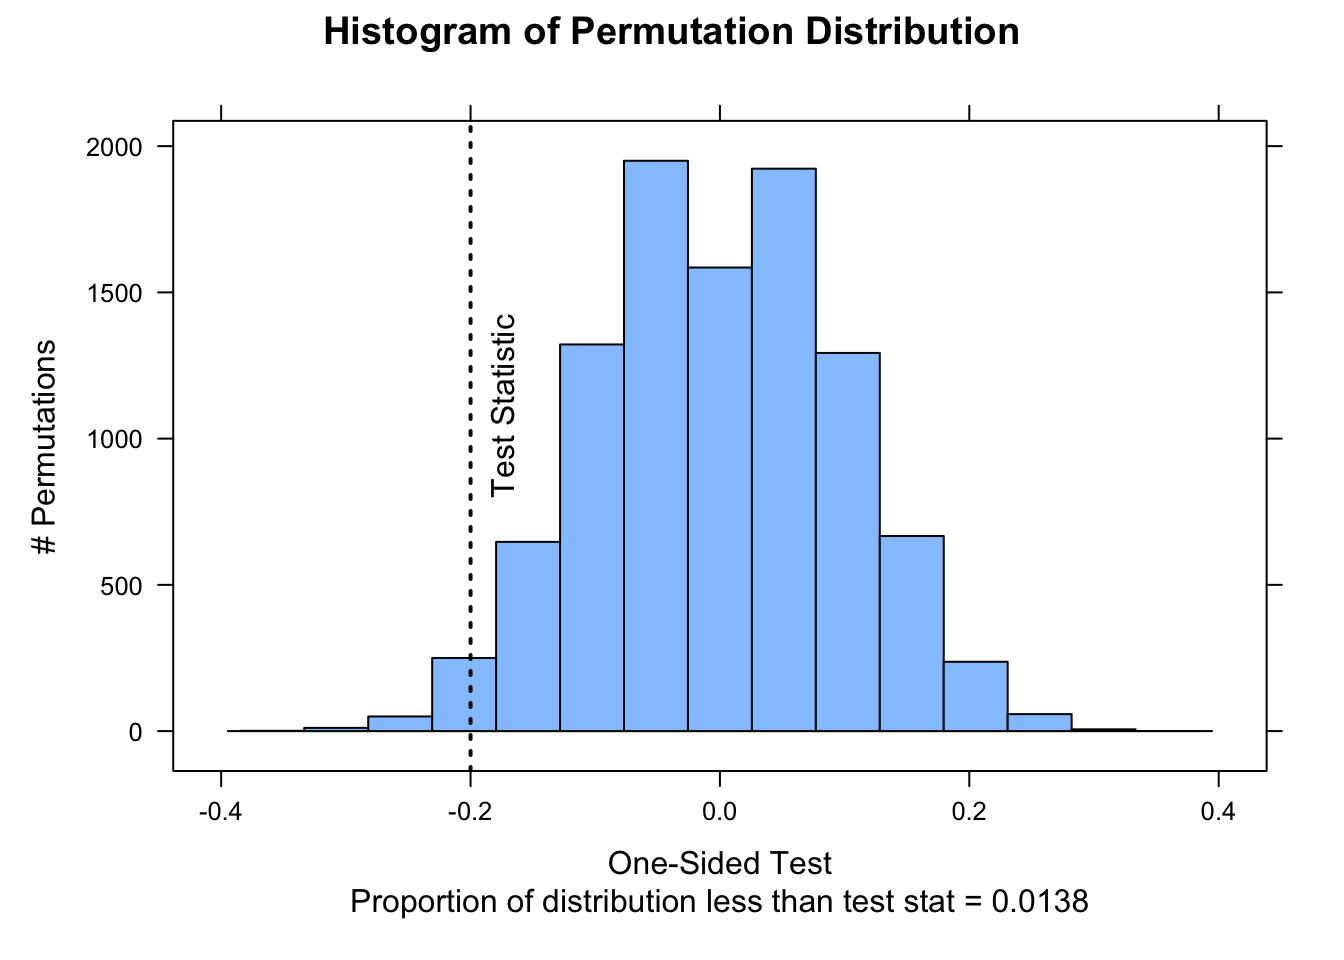 Histogram of Permutation Distribution
2000
1500
1000
500
0
# Permutations
Test Statistic
-0.4
-0.2
0.0
0.2
0.4
One-Sided Test
Proportion of distribution less than test stat = 0.0138